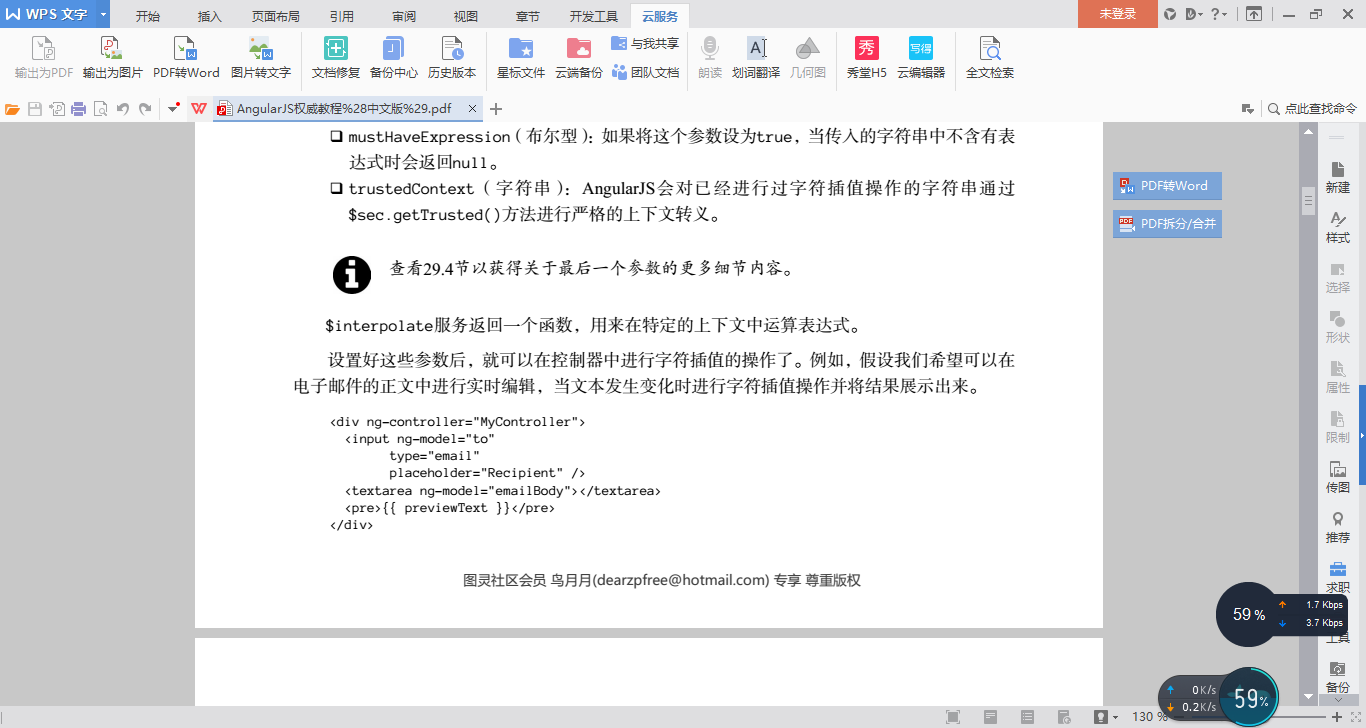 WPS 文字
开始 插入 页面布局 引用 审阅 视图 章节 开发工具 云服务
未登录
输出为PDF 输出为图片 PDF转Word 图片转文字 文档修复 备份中心 历史版本 星标文件 云端备份 与我共享 团队文档 朗读 划词翻译 几何图 秀堂H5 云编辑器 全文检索
AngularJS权威教程%28中文版%29.pdf
点此查找命令
❑ mustHaveExpression（布尔型）：如果将这个参数设为true，当传入的字符串中不含有表
达式时会返回null。
❑ trustedContext（字符串）：AngularJS会对已经进行过字符插值操作的字符串通过
$sec.getTrusted()方法进行严格的上下文转义。
查看29.4节以获得关于最后一个参数的更多细节内容。
$interpolate服务返回一个函数，用来在特定的上下文中运算表达式。
设置好这些参数后，就可以在控制器中进行字符插值的操作了。例如，假设我们希望可以在
电子邮件的正文中进行实时编辑，当文本发生变化时进行字符插值操作并将结果展示出来。
<div ng-controller="MyController">
<input ng-model="to"
type="email"
placeholder="Recipient" />
<textarea ng-model="emailBody"></textarea>
<pre>{{ previewText }}</pre>
</div>
图灵社区会员 鸟月月(dearzpfree@hotmail.com) 专享 尊重版权
PDF转Word
PDF拆分/合并
新建
样式
选择
形状
属性
限制
传图
推荐
求职
工具
备份
59%
1.7 Kbps
3.7 Kbps
0K/s
0.2K/s
59%
130 %